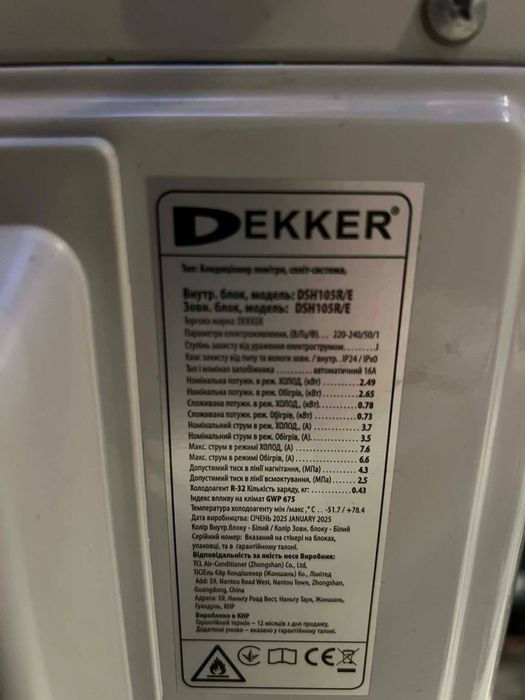 DEKKER®
Тип: Кондиціонер повітря, спліт-система,
Внутр. блок, модель: DSH105R/E
Зовн. блок, модель: DSH105R/E
Торгова марка: DEKKER
Параметри електроживлення, (В/Гц/Ф)... 220-240/50/1
Ступінь захисту від ураження електрострумом.....I
Клас захисту від пилу та вологи зовн. / внутр. .IP24 / IPx0
Тип і номінал запобіжника .......... автоматичний 16А
Номінальна потужн. в реж. ХОЛОД, (кВт) ..........2.49
Номінальна потужн. в реж. Обігрів, (кВт) ..........2.65
Споживана потужн. в реж. ХОЛОД., (кВт)..........0.78
Споживана потужн. реж. Обігрів, (кВт) ..........0.73
Номінальний струм в реж. ХОЛОД., (А) ..........3.7
Номінальний струм в реж. Обігрів, (А)..........3.5
Макс. струм в режимі ХОЛОД, (А) ..........7.6
Макс. струм в режимі Обігрів, (А) ..........6.6
Допустимий тиск в лінії нагнітання, (МПа) ..........4.3
Допустимий тиск в лінії всмоктування, (МПа)..........2.5
Холодоагент R-32 Кількість заряду, кг: ..........0.43
Індекс впливу на клімат GWP 675
Температура холодоагенту мін /макс ,°С .. -51.7 / +78.4
Дата виробництва: СІЧЕНЬ 2025 JANUARY 2025
Колір Внутр.блоку - Білий / Колір Зовн. блоку - Білий
Серійний номер: Вказаний на стікері на блоках,
упаковці, та в гарантійному талоні.
Відповідальність за якість несе Виробник:
TCL Air-Conditioner (Zhongshan) Co., Ltd,
ТіСіЕль Ейр Кондішенер (Жоншань) Ко., Лімітед
Add: 59, Nantou Road West, Nantou, Zhongshan,
Guangdong, China
Адреса: 59, Наньтоу Роад Вест, Наньтоу Таун, Жоншань,
Гуандунь, КНР
Вироблено в КНР
Гарантійний термін – 12 місяців з дня продажу,
Додаткові умови – вказано у гарантійному талоні.
CE